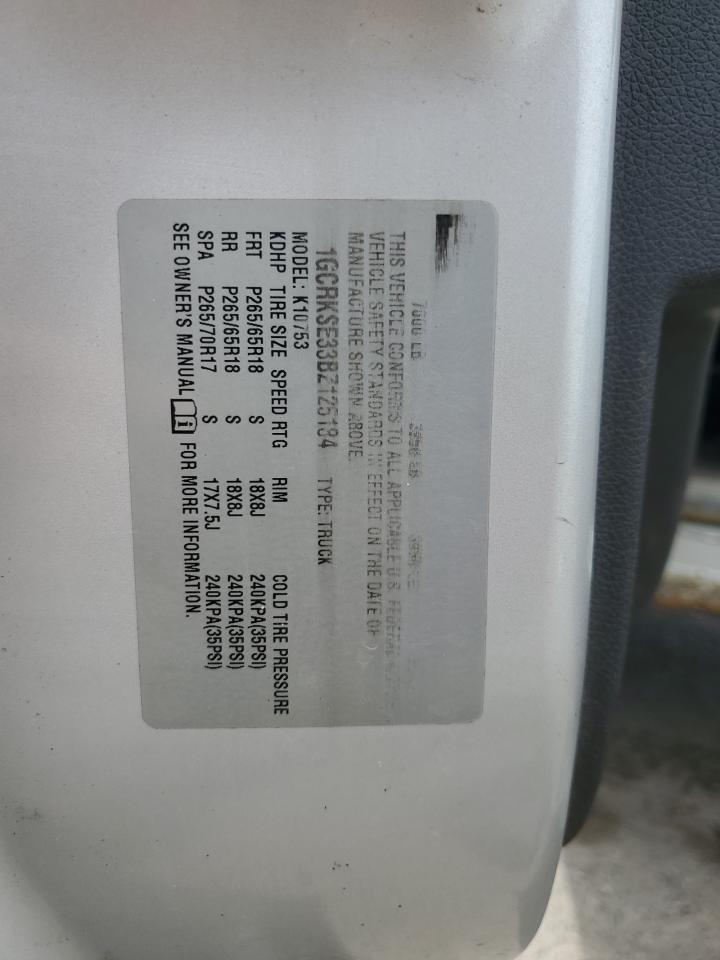 7000 LB 3950 LB
THIS VEHICLE CONFORMS TO ALL APPLICABLE U.S. FEDERAL
VEHICLE SAFETY STANDARDS IN EFFECT ON THE DATE OF
MANUFACTURE SHOWN ABOVE.
1GCRKSE33BZ125184 TYPE: TRUCK
MODEL: K10753
KDHP TIRE SIZE SPEED RTG RIM COLD TIRE PRESSURE
FRT P265/65R18 S 18X8J 240KPA(35PSI)
RR P265/65R18 S 18X8J 240KPA(35PSI)
SPA P265/70R17 S 17X7.5J 240KPA(35PSI)
SEE OWNER'S MANUAL FOR MORE INFORMATION.